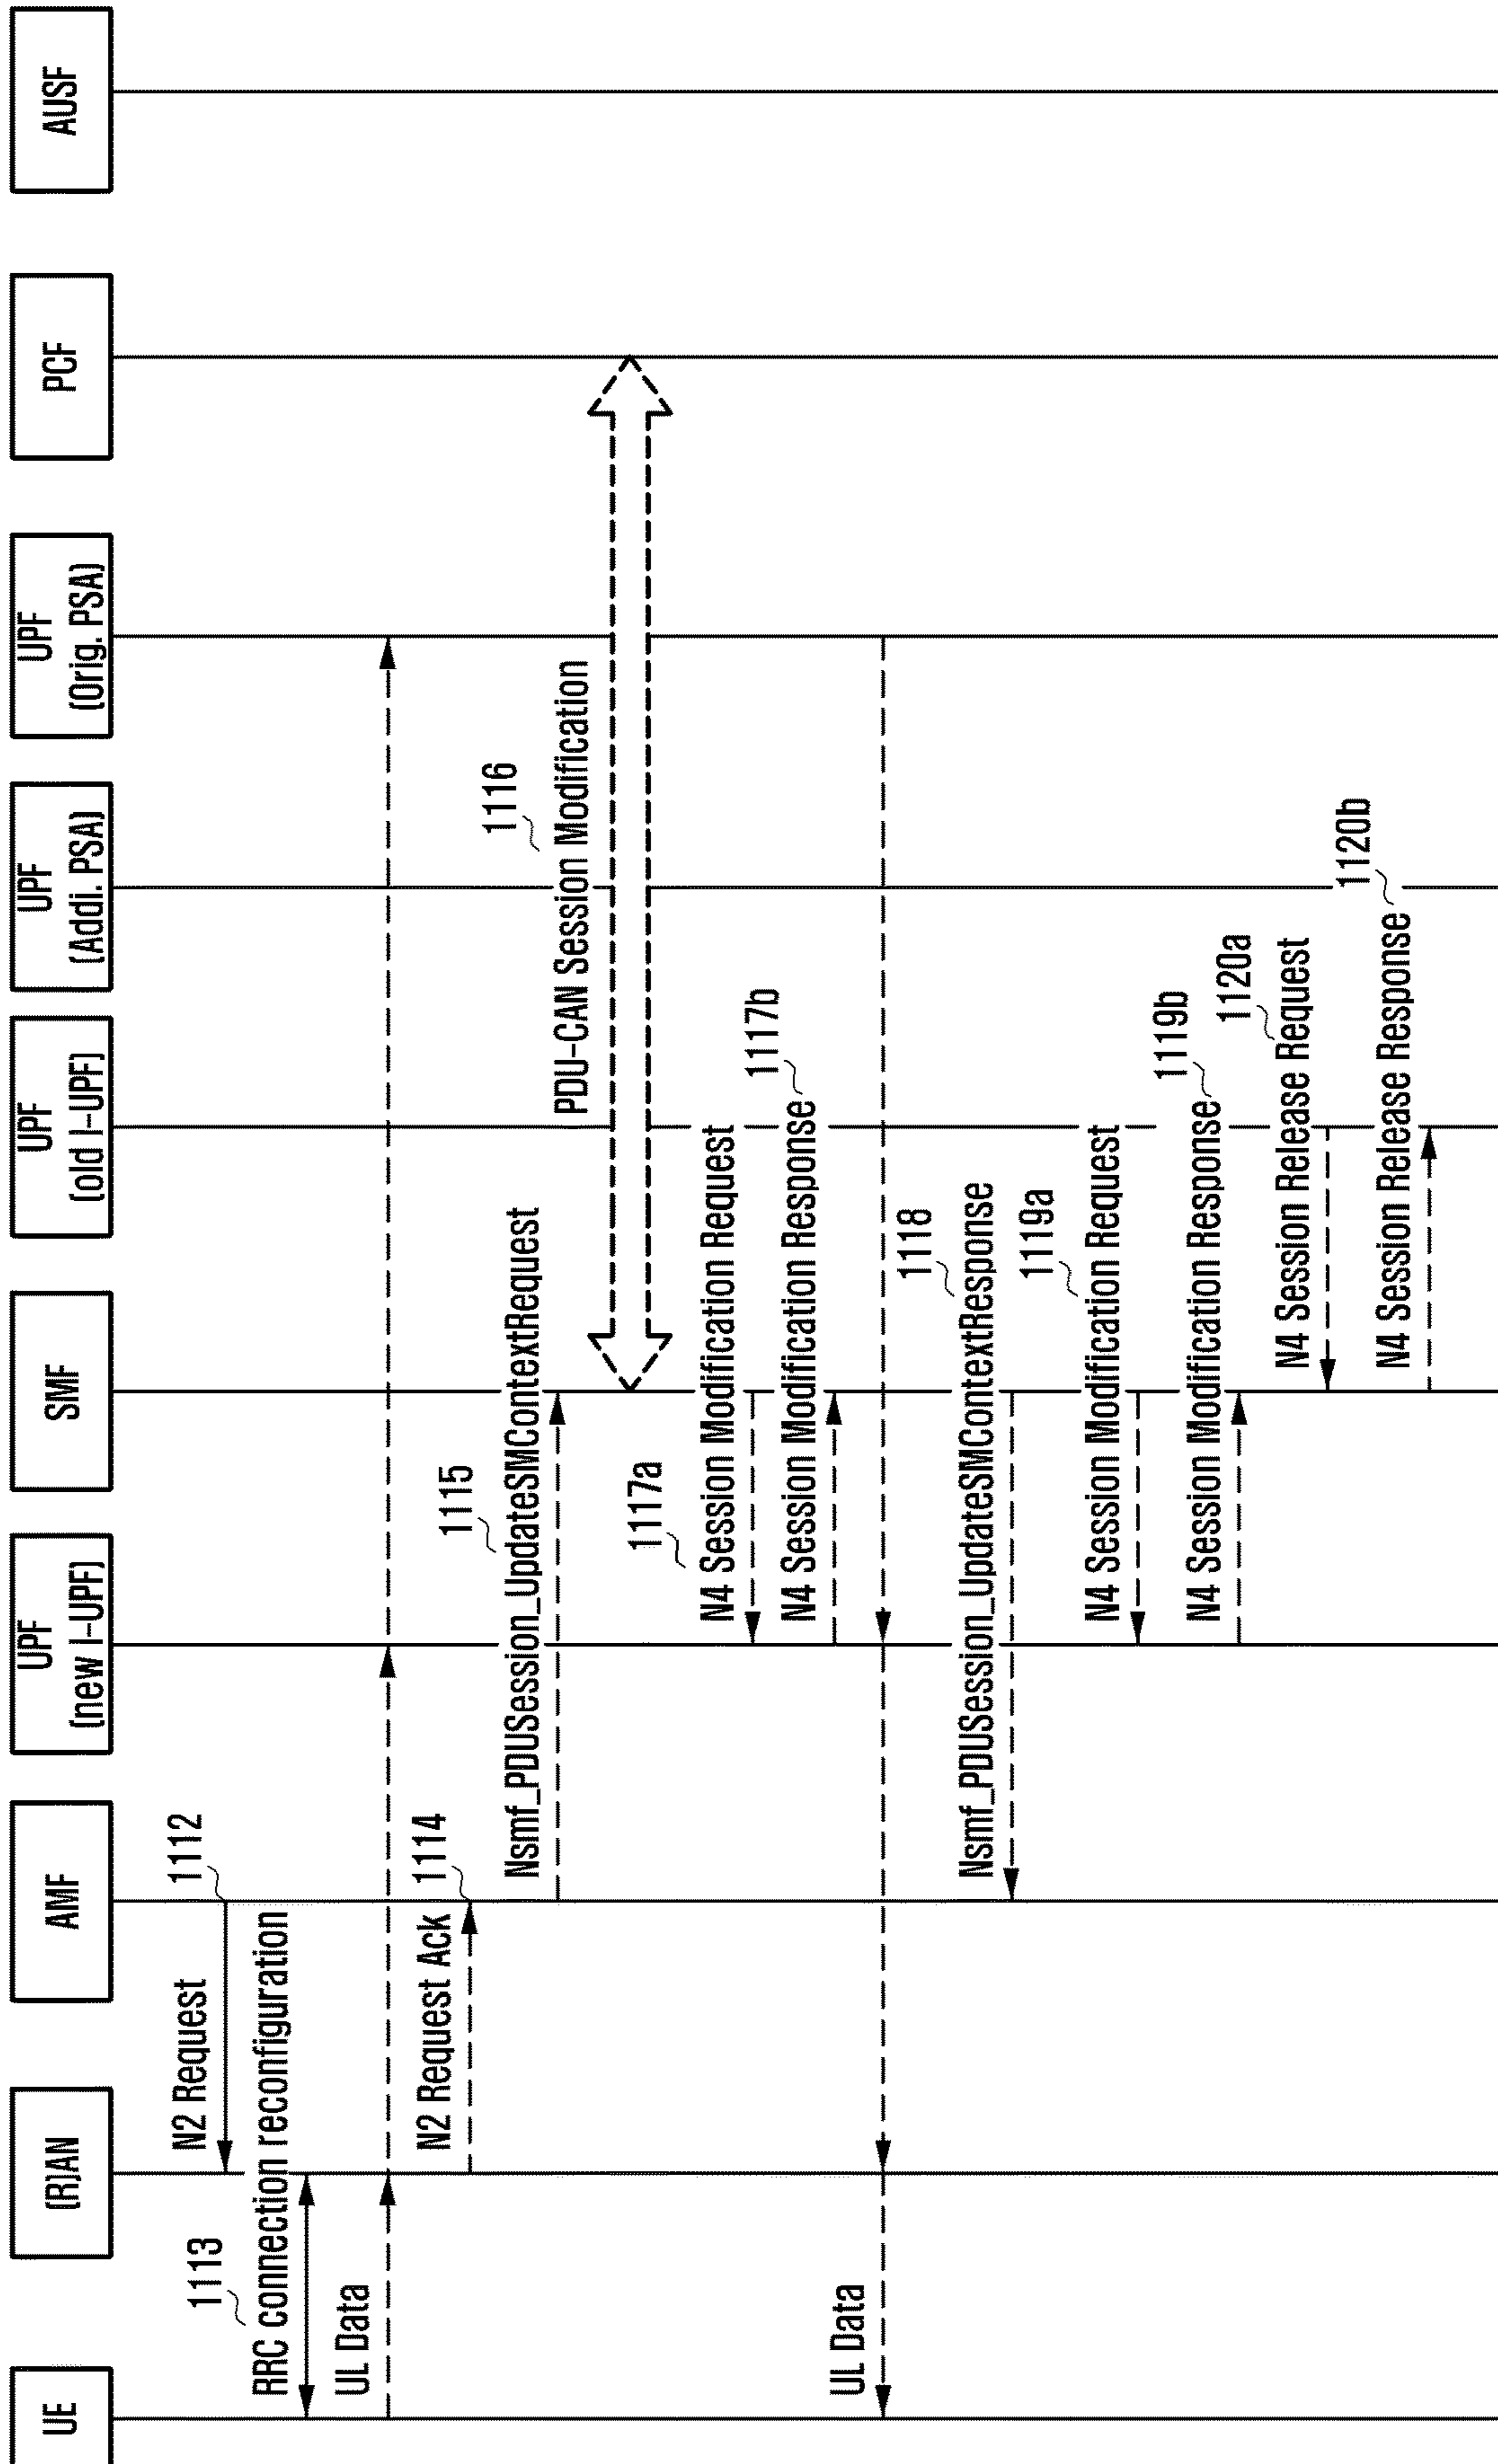 UE
(R)AN
AMF
UPF
(new I-UPF)
SMF
UPF
(old I-UPF)
UPF
(Addi. PSA)
UPF
(Orig. PSA)
PCF
AUSF
N2 Request
1112
1113
RRC connection reconfiguration
UL Data
N2 Request Ack
1114
1115
Nsmf_PDUSession_UpdateSMContextRequest
1116
PDU-CAN Session Modification
1117a
N4 Session Modification Request
1117b
N4 Session Modification Response
UL Data
1118
Nsmf_PDUSession_UpdateSMContextResponse
1119a
N4 Session Modification Request
1119b
N4 Session Modification Response
1120a
N4 Session Release Request
1120b
N4 Session Release Response